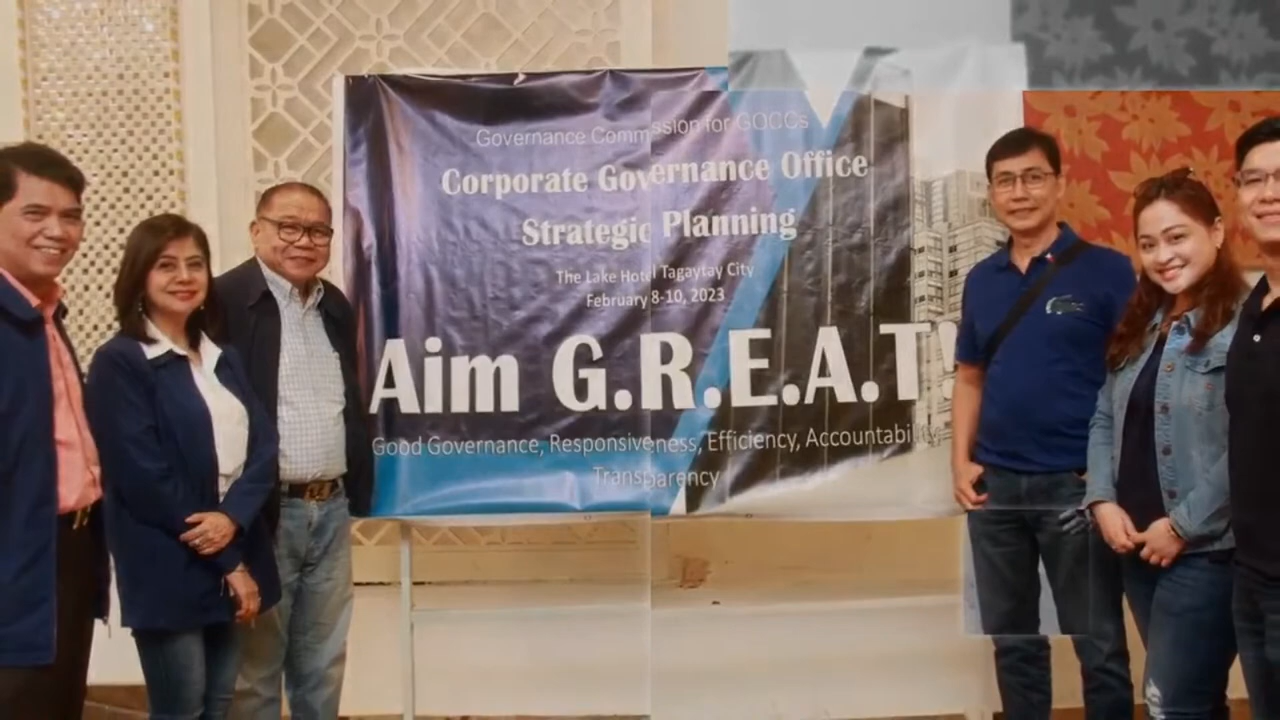 Governance Commission for GOCCs
Corporate Governance Office
Strategic Planning
The Lake Hotel Tagaytay City
February 8-10, 2023
Aim G.R.E.A.T!
Good Governance, Responsiveness, Efficiency, Accountability,
Transparency